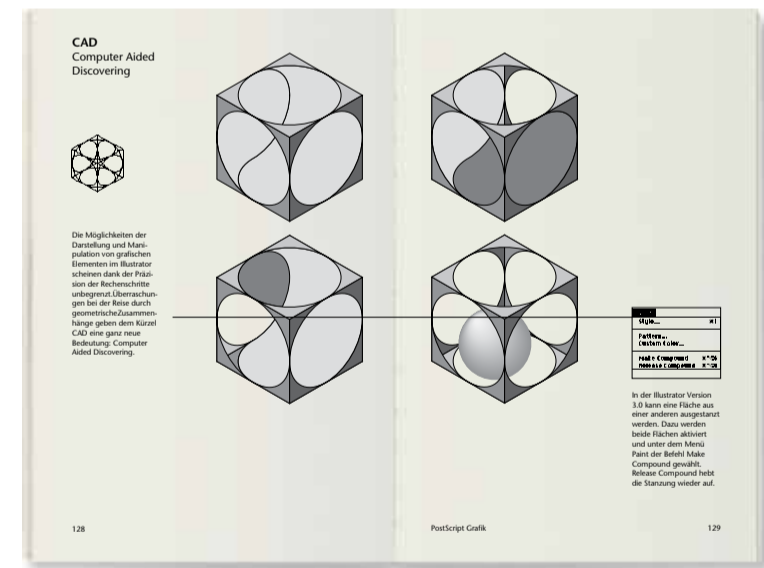 CAD
Computer Aided
Discovering
Die Möglichkeiten der
Darstellung und Mani-
pulation von grafischen
Elementen im Illustrator
scheinen dank der Präzi-
sion der Rechenschritte
unbegrenzt.Überraschun-
gen bei der Reise durch
geometrischeZusammen-
hänge geben dem Kürzel
CAD eine ganz neue
Bedeutung: Computer
Aided Discovering.
128
Style...
Pattern...
Custom Color...
Make Compound
Release Compound
In der Illustrator Version
3.0 kann eine Fläche aus
einer anderen ausgestanzt
werden. Dazu werden
beide Flächen aktiviert
und unter dem Menü
Paint der Befehl Make
Compound gewählt.
Release Compound hebt
die Stanzung wieder auf.
PostScript Grafik
129